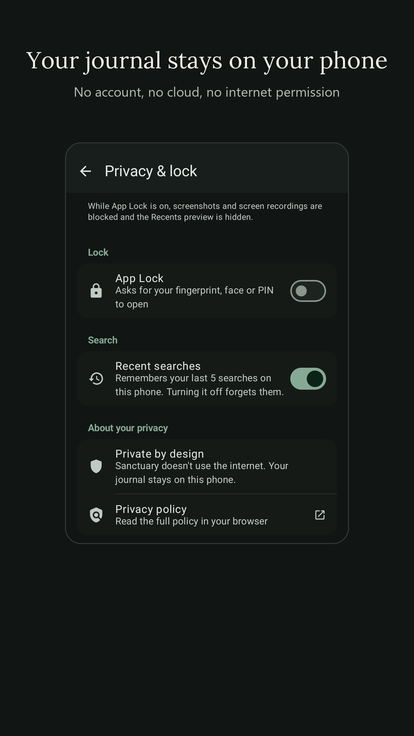 Your journal stays on your phone
No account, no cloud, no internet permission
Privacy & lock
While App Lock is on, screenshots and screen recordings are
blocked and the Recents preview is hidden.
Lock
App Lock
Asks for your fingerprint, face or PIN
to open
Search
Recent searches
Remembers your last 5 searches on
this phone. Turning it off forgets them.
About your privacy
Private by design
Sanctuary doesn't use the internet. Your
journal stays on this phone.
Privacy policy
Read the full policy in your browser